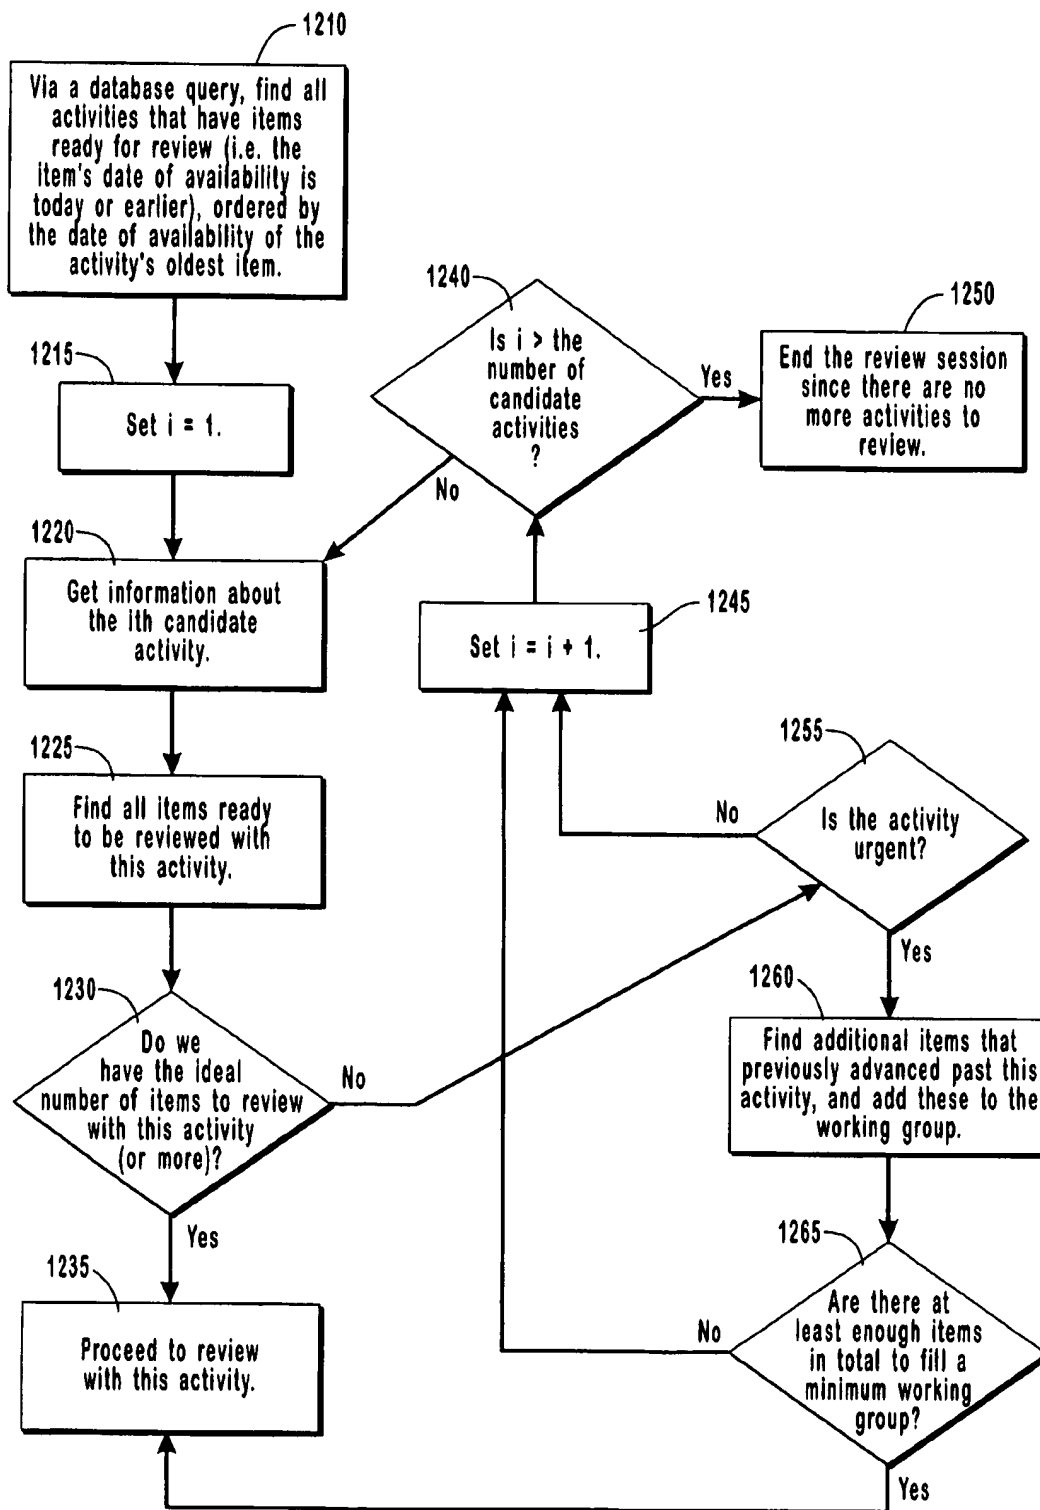 1210
Via a database query, find all
activities that have items
ready for review (i.e. the
item's date of availability is
today or earlier), ordered by
the date of availability of the
activity's oldest item.
1215
Set i = 1.
1220
Get information about
the ith candidate
activity.
1225
Find all items ready
to be reviewed with
this activity.
1230
Do we
have the ideal
number of items to review
with this activity
(or more)?
No
Yes
1235
Proceed to review
with this activity.
1240
Is i > the
number of
candidate
activities
?
Yes
No
1250
End the review session
since there are no
more activities to
review.
1245
Set i = i + 1.
1255
Is the activity
urgent?
No
Yes
1260
Find additional items that
previously advanced past this
activity, and add these to the
working group.
1265
Are there at
least enough items
in total to fill a
minimum working
group?
No
Yes